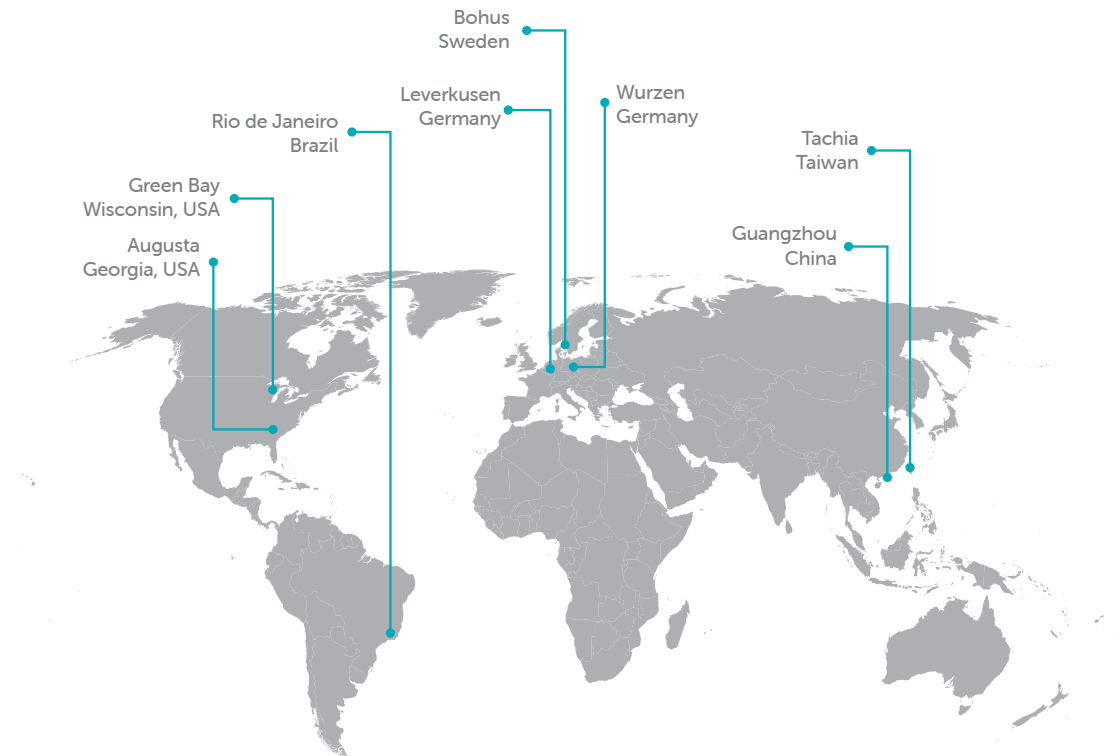 Bohus
Sweden
Leverkusen
Germany
Wurzen
Germany
Rio de Janeiro
Brazil
Tachia
Taiwan
Green Bay
Wisconsin, USA
Guangzhou
China
Augusta
Georgia, USA